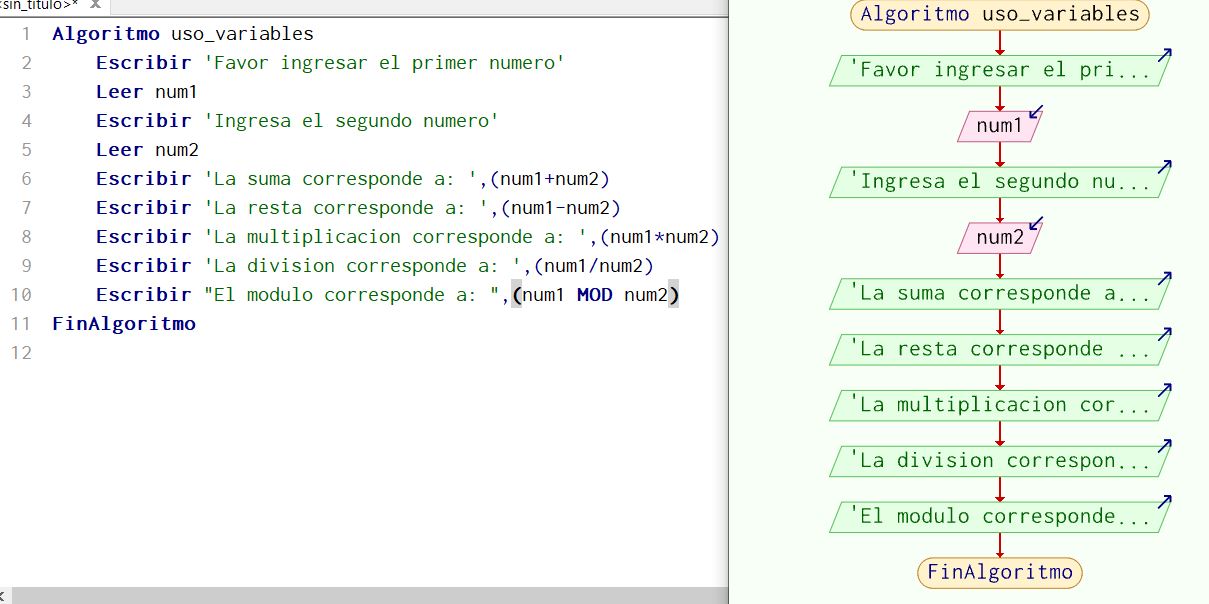 <sin_titulo>* x
1 Algoritmo uso_variables
2 Escribir 'Favor ingresar el primer numero'
3 Leer num1
4 Escribir 'Ingresa el segundo numero'
5 Leer num2
6 Escribir 'La suma corresponde a: ',(num1+num2)
7 Escribir 'La resta corresponde a: ',(num1-num2)
8 Escribir 'La multiplicacion corresponde a: ',(num1*num2)
9 Escribir 'La division corresponde a: ',(num1/num2)
10 Escribir "El modulo corresponde a: ",(num1 MOD num2)
11 FinAlgoritmo
12
Algoritmo uso_variables
'Favor ingresar el pri...
num1
'Ingresa el segundo nu...
num2
'La suma corresponde a...
'La resta corresponde ...
'La multiplicacion cor...
'La division correspon...
'El modulo corresponde...
FinAlgoritmo